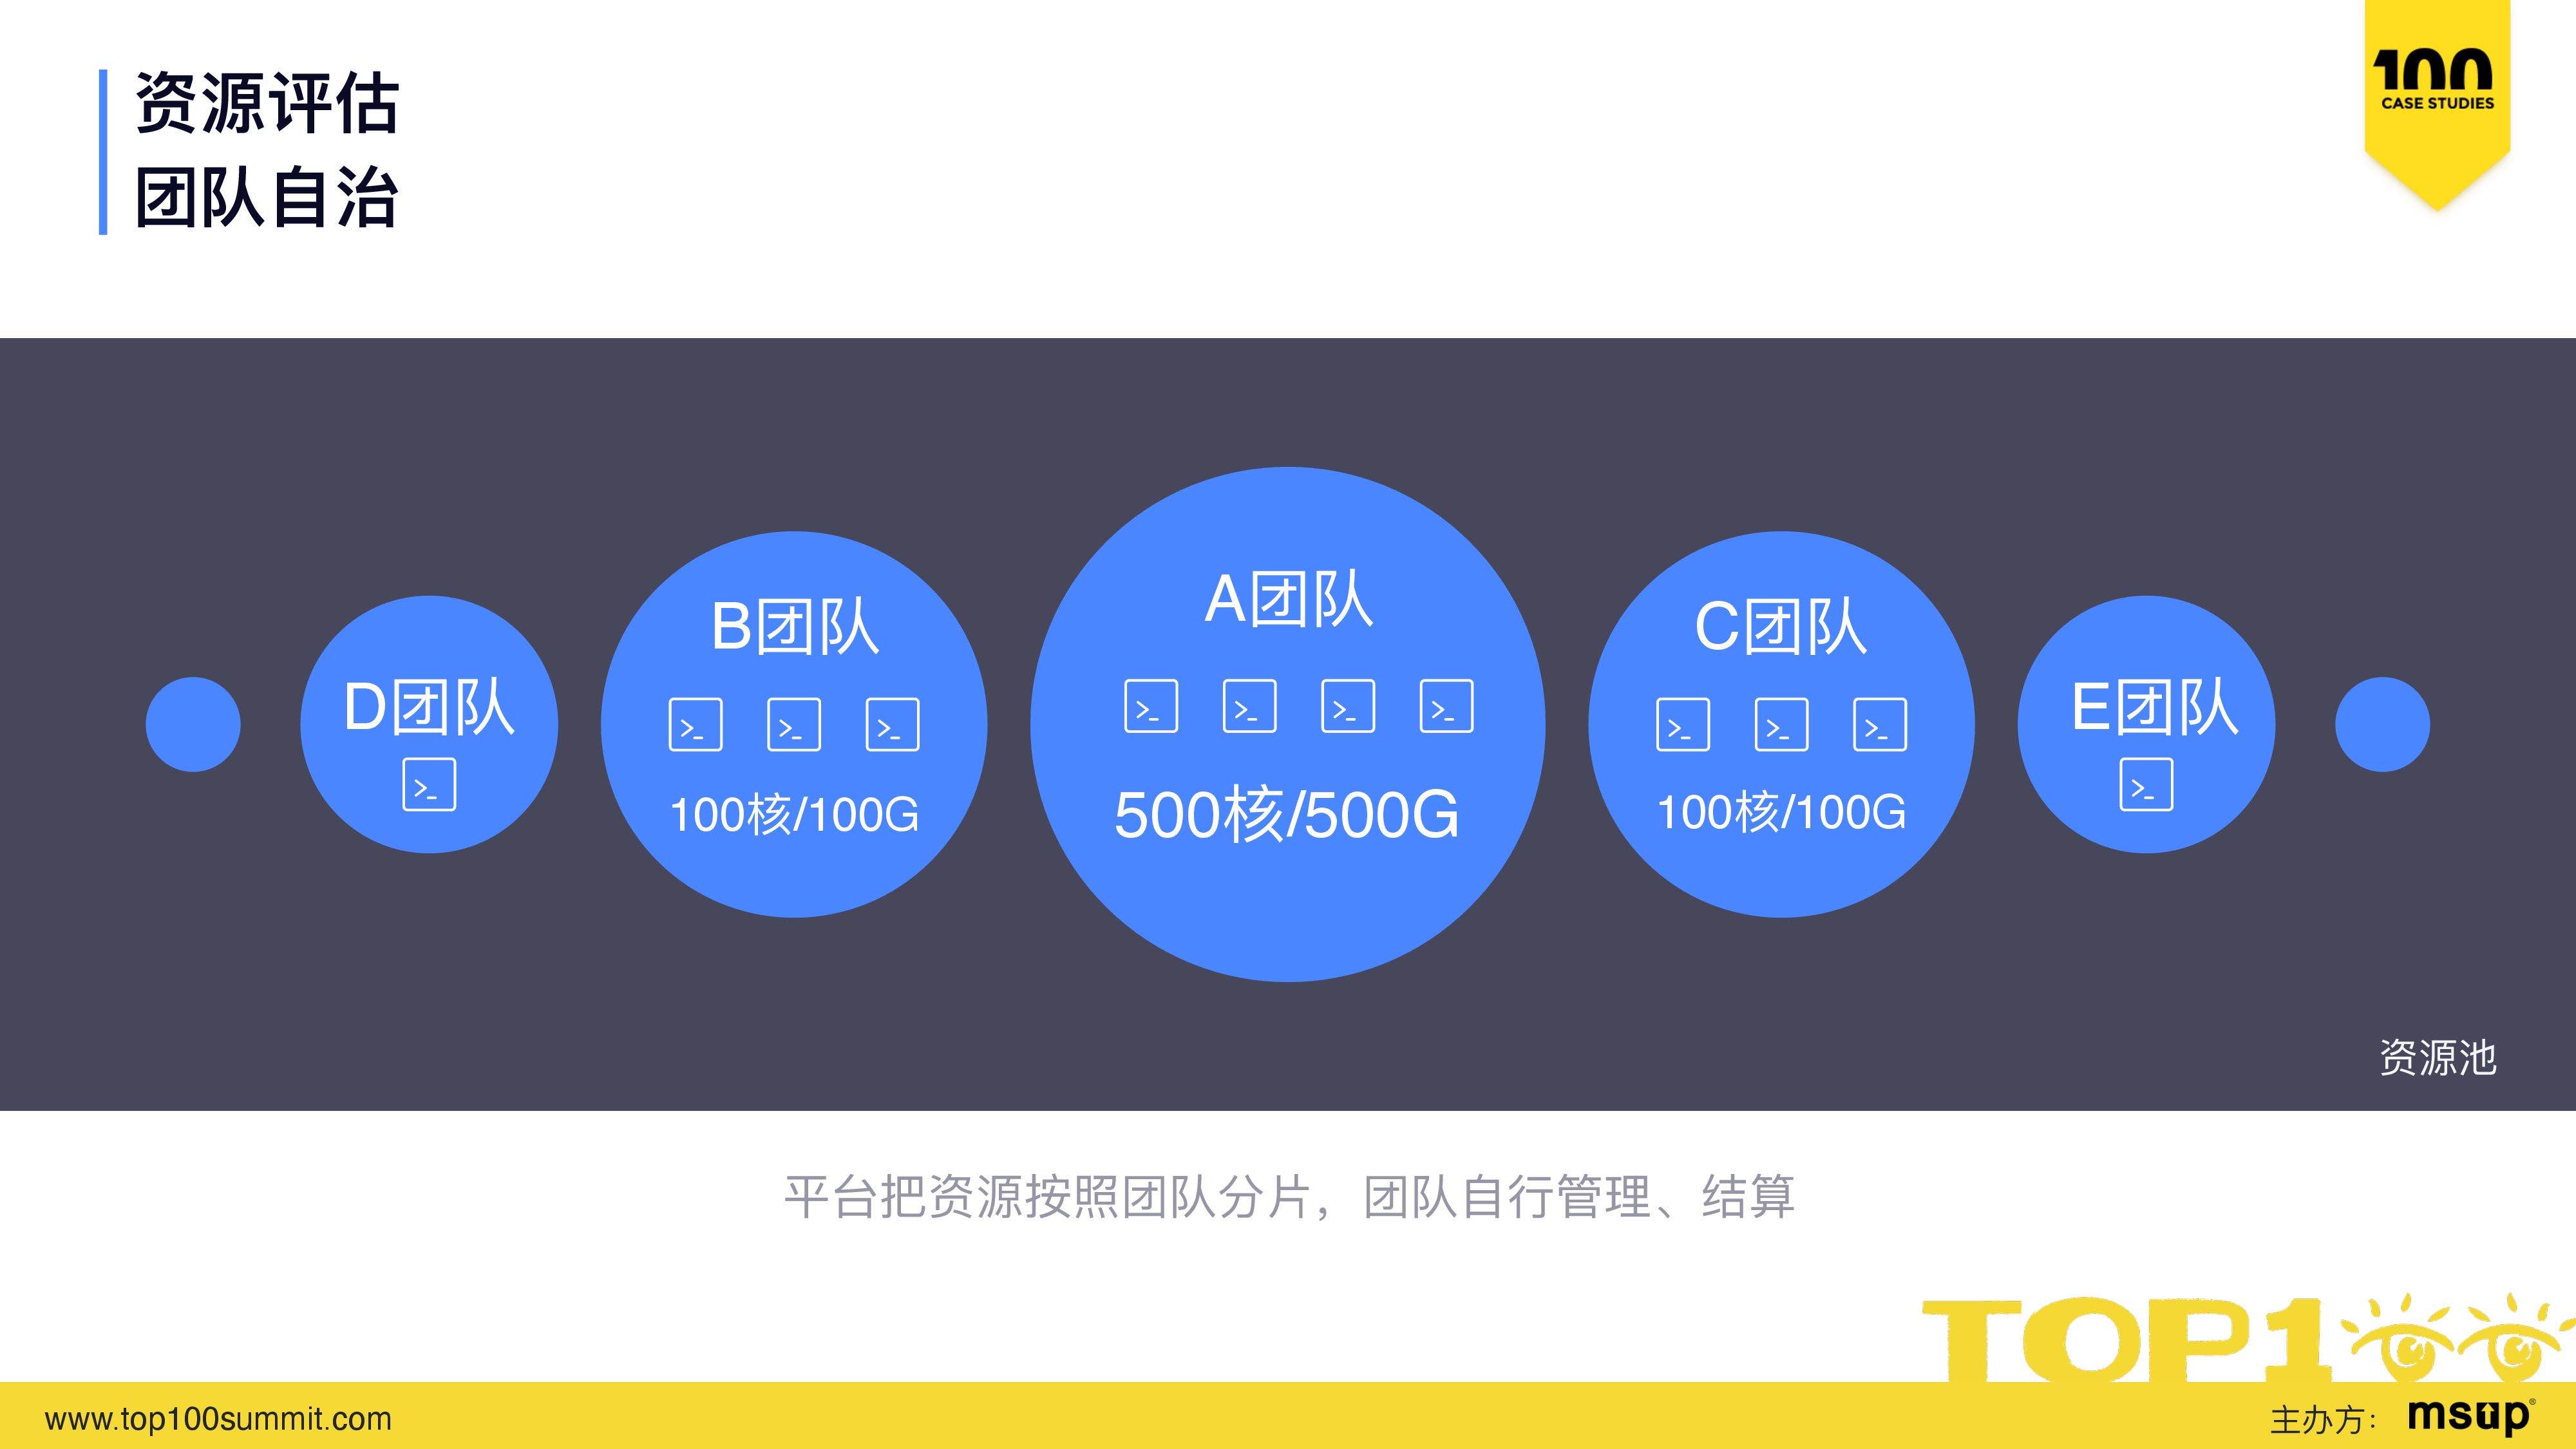 资源评估
团队自治
100
CASE STUDIES
D团队
>_
B团队
>_ >_ >_
100核/100G
A团队
>_ >_ >_ >_
500核/500G
C团队
>_ >_ >_
100核/100G
E团队
>_
资源池
平台把资源按照团队分片，团队自行管理、结算
TOP100
www.top100summit.com
主办方： msup®